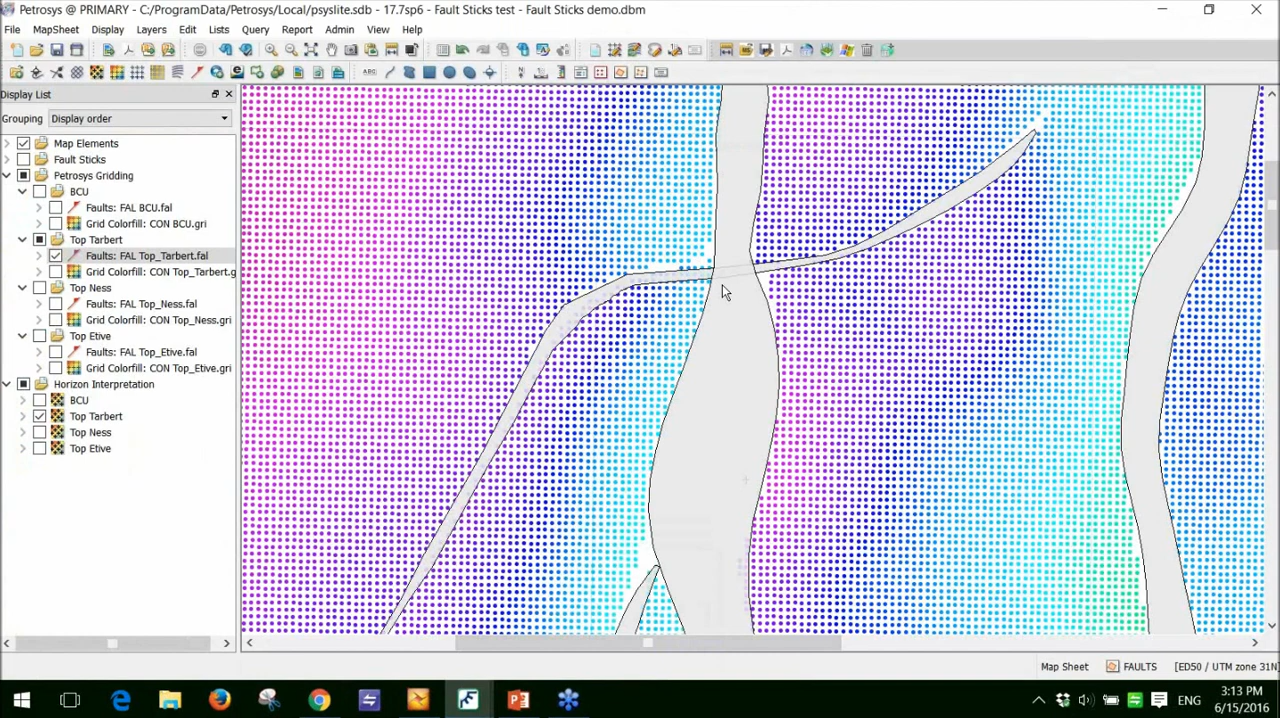 Petrosys @ PRIMARY - C:/ProgramData/Petrosys/Local/psyslite.sdb - 17.7sp6 - Fault Sticks test - Fault Sticks demo.dbm
File MapSheet Display Layers Edit Lists Query Report Admin View Help
ABC
Display List
Grouping Display order
Map Elements
Fault Sticks
Petrosys Gridding
BCU
Faults: FAL BCU.fal
Grid Colorfill: CON BCU.gri
Top Tarbert
Faults: FAL Top_Tarbert.fal
Grid Colorfill: CON Top_Tarbert.g
Top Ness
Faults: FAL Top_Ness.fal
Grid Colorfill: CON Top_Ness.gri
Top Etive
Faults: FAL Top_Etive.fal
Grid Colorfill: CON Top_Etive.gri
Horizon Interpretation
BCU
Top Tarbert
Top Ness
Top Etive
Map Sheet FAULTS [ED50 / UTM zone 31N]
ENG
3:13 PM
6/15/2016